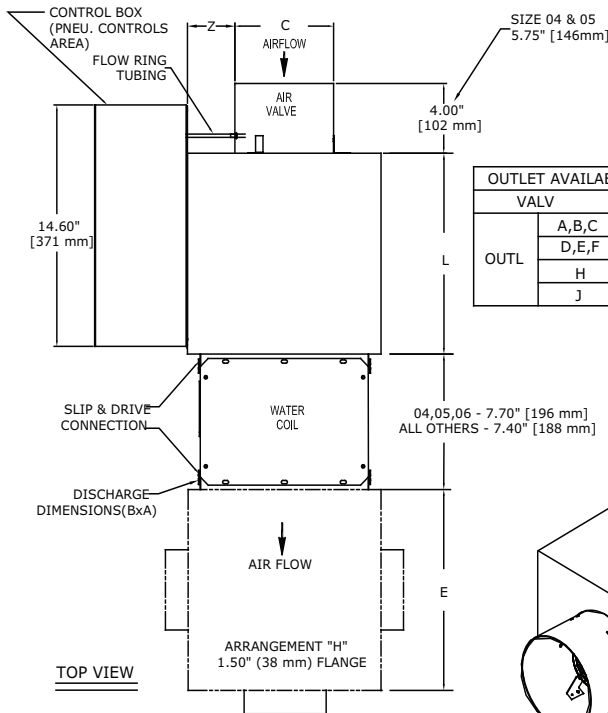 CONTROL BOX
(PNEU. CONTROLS
AREA)
FLOW RING
TUBING
Z
C
AIRFLOW
AIR
VALVE
SIZE 04 & 05
5.75" [146mm]
4.00"
[102 mm]
14.60"
[371 mm]
L
OUTLET AVAILAB
VALV
OUTL
A,B,C
D,E,F
H
J
SLIP & DRIVE
CONNECTION
WATER
COIL
04,05,06 - 7.70" [196 mm]
ALL OTHERS - 7.40" [188 mm]
DISCHARGE
DIMENSIONS(BxA)
AIR FLOW
E
ARRANGEMENT "H"
1.50" (38 mm) FLANGE
TOP VIEW